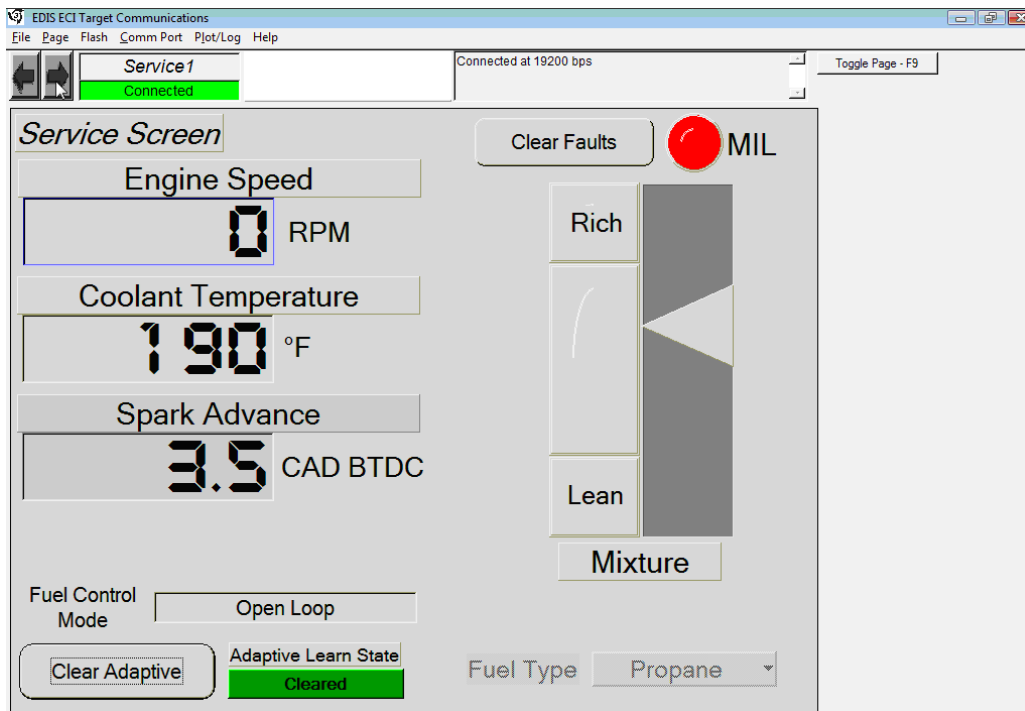 EDIS ECI Target Communications
File Page Flash Comm Port Plot/Log Help
Service1
Connected
Connected at 19200 bps
Toggle Page - F9
Service Screen
Clear Faults
MIL
Engine Speed
0 RPM
Rich
Coolant Temperature
190 °F
Spark Advance
3.5 CAD BTDC
Lean
Mixture
Fuel Control
Mode
Open Loop
Clear Adaptive
Adaptive Learn State
Cleared
Fuel Type
Propane